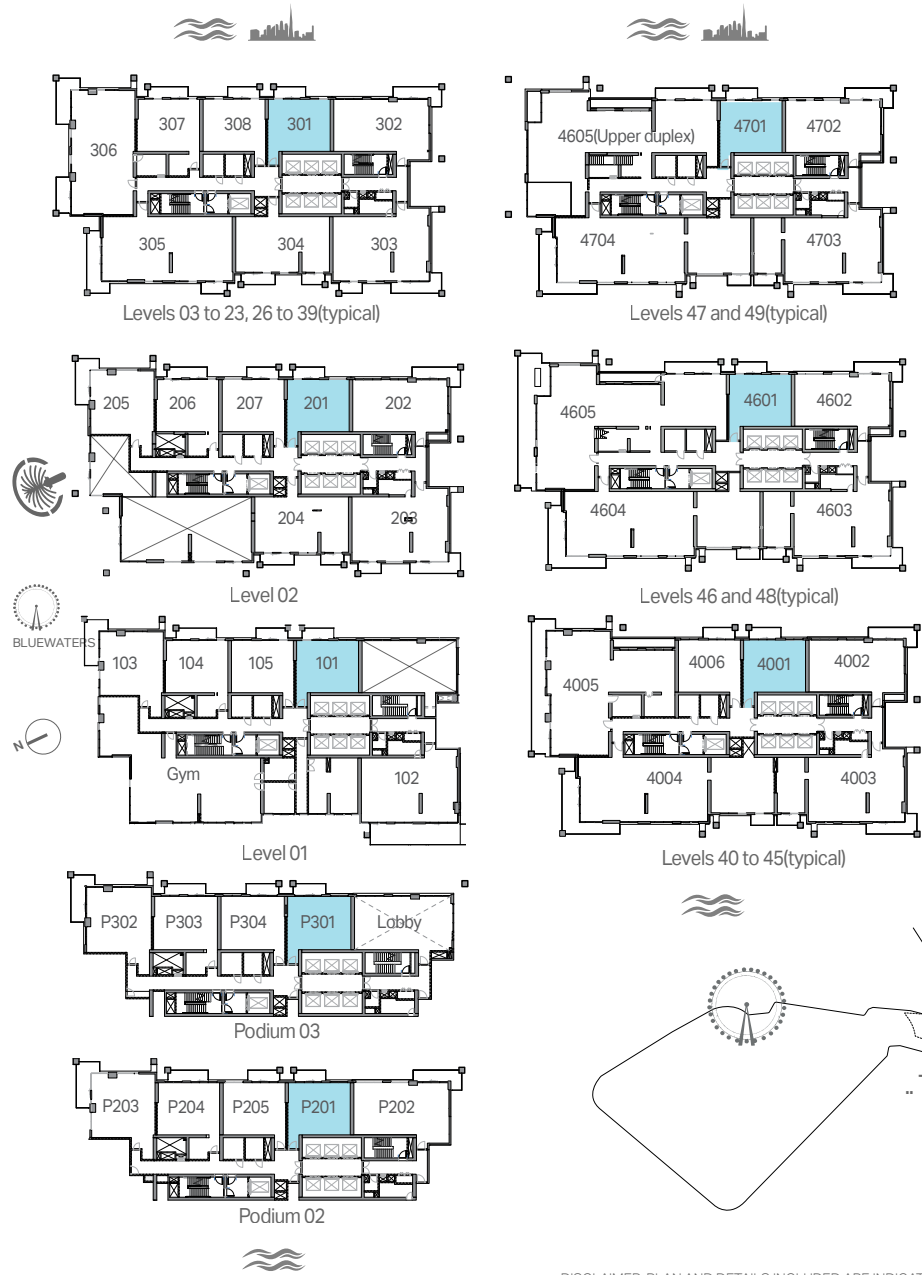 307
308
301
302
306
305
304
303
Levels 03 to 23, 26 to 39(typical)
205
206
207
201
202
204
203
Level 02
BLUEWATERS
N
103
104
105
101
Gym
102
Level 01
P302
P303
P304
P301
Lobby
Podium 03
P203
P204
P205
P201
P202
Podium 02
4605(Upper duplex)
4701
4702
4704
4703
Levels 47 and 49(typical)
4605
4601
4602
4604
4603
Levels 46 and 48(typical)
4005
4006
4001
4002
4004
4003
Levels 40 to 45(typical)